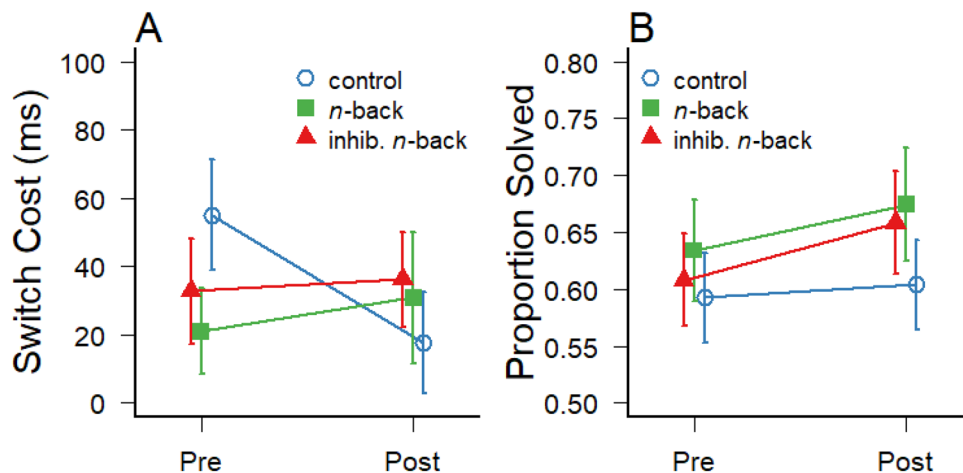 A
Switch Cost (ms)
100
80
60
40
20
0
control
n-back
inhib. n-back
Pre
Post
B
Proportion Solved
0.80
0.75
0.70
0.65
0.60
0.55
0.50
control
n-back
inhib. n-back
Pre
Post